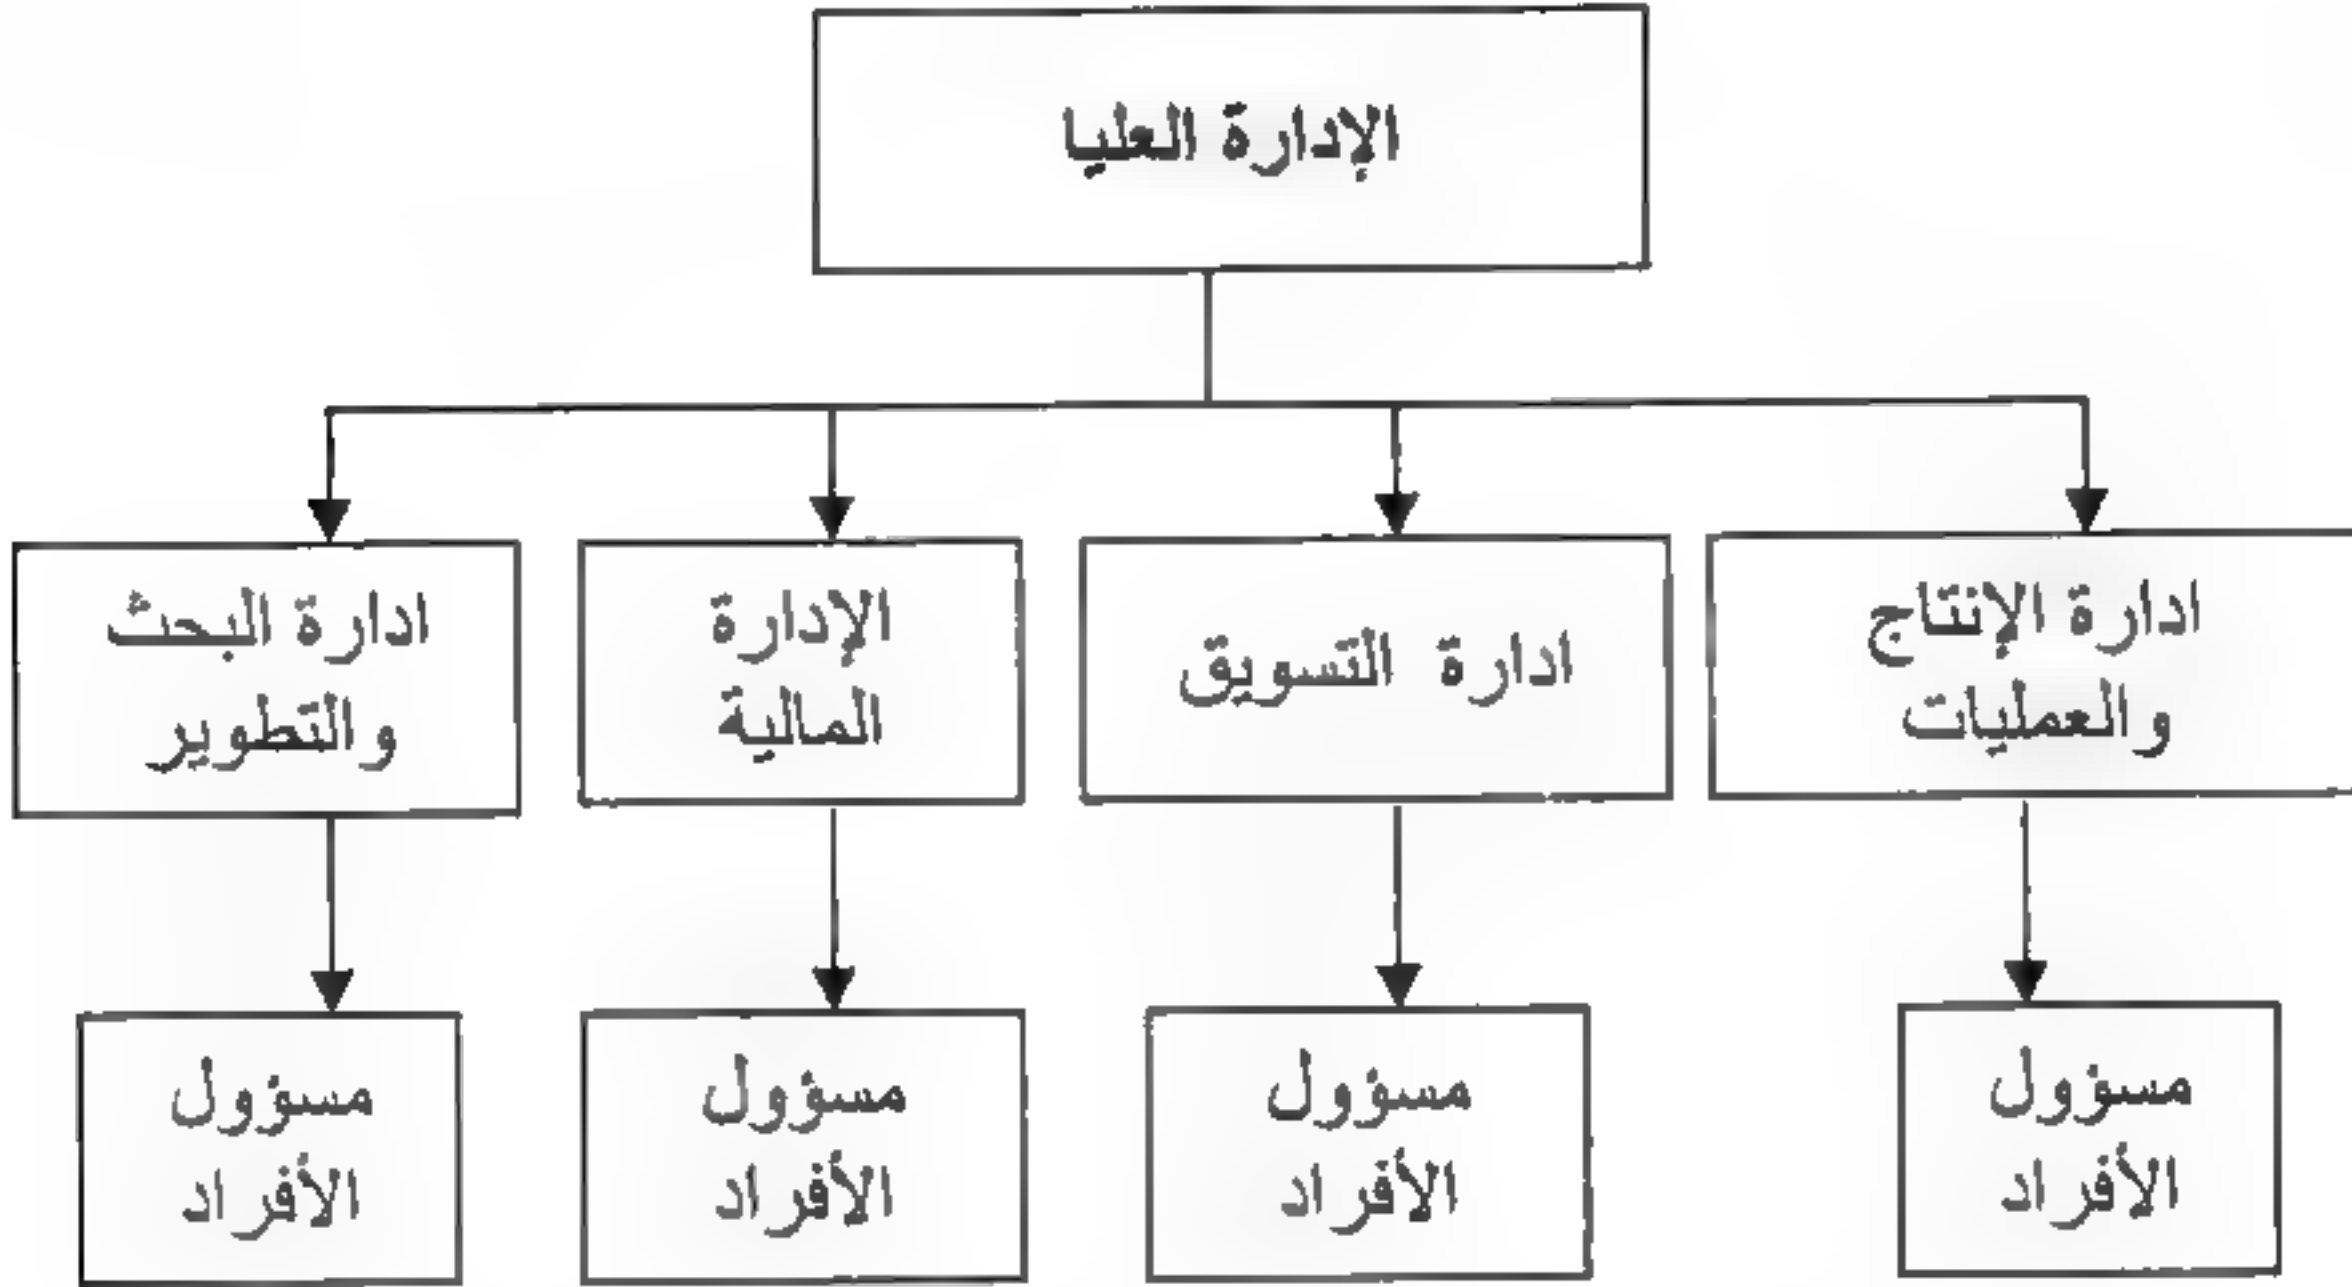 الإدارة العليا
ادارة الإنتاج
والعمليات
ادارة التسويق
الإدارة
المالية
ادارة البحث
والتطوير
مسؤول
الأفراد
مسؤول
الأفراد
مسؤول
الأفراد
مسؤول
الأفراد